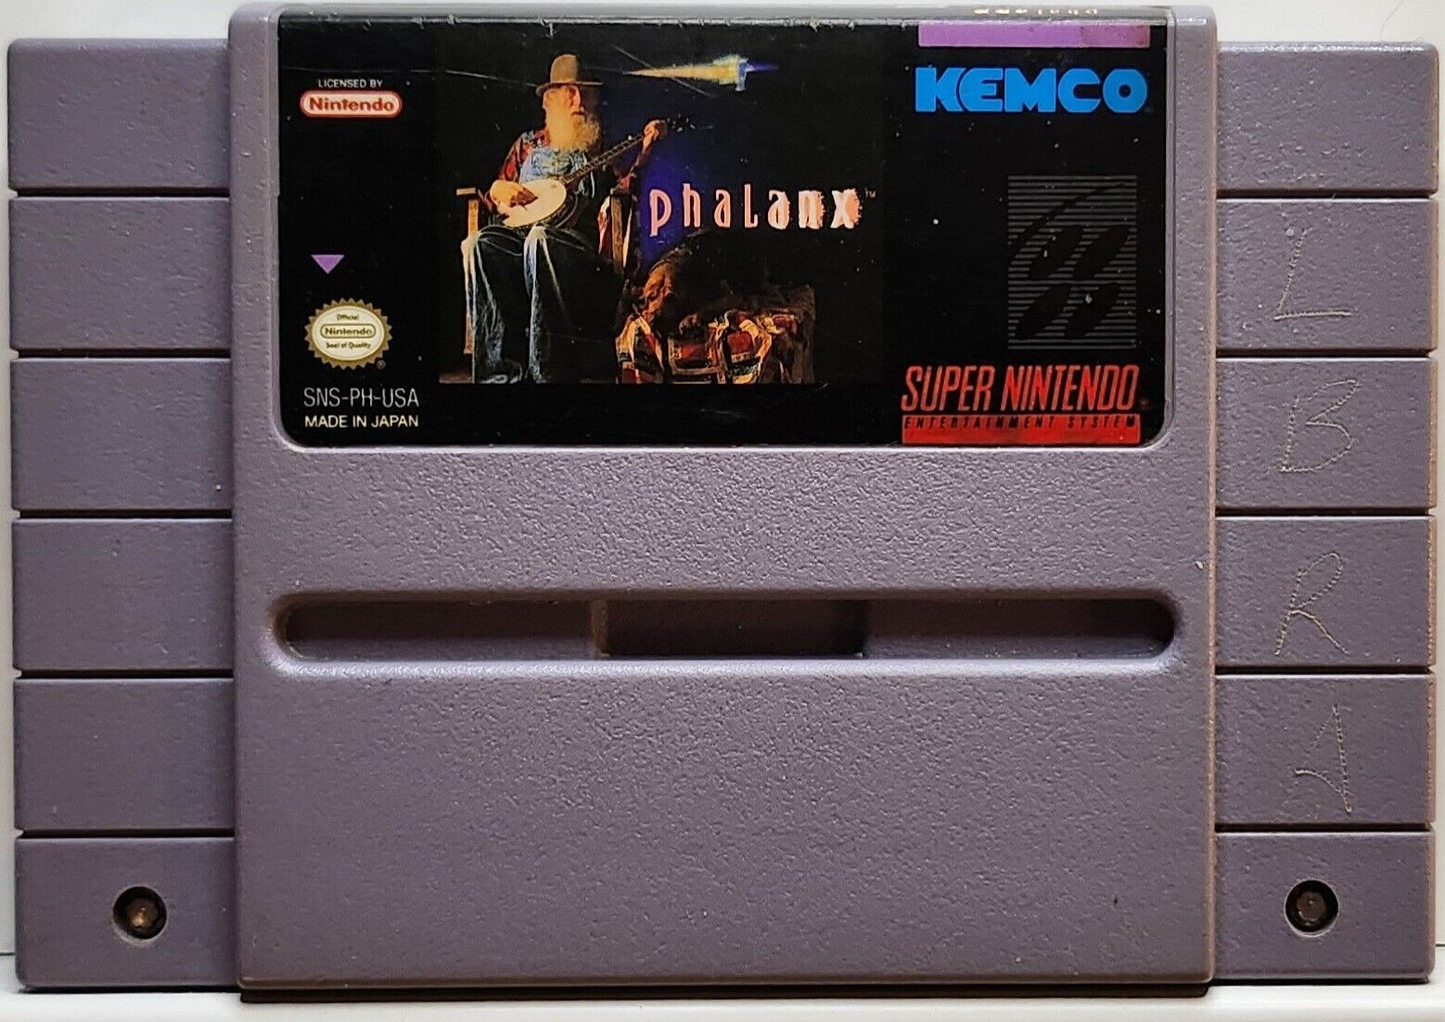 LICENSED BY
Nintendo
KEMCO
phalanx™
Official
Nintendo
Seal of Quality
SNS-PH-USA
MADE IN JAPAN
SUPER NINTENDO
ENTERTAINMENT SYSTEM
L
B
R
J